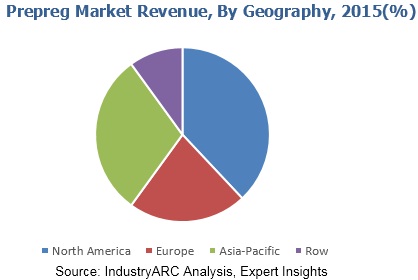 Prepreg Market Revenue, By Geography, 2015(%)
North America Europe Asia-Pacific Row
Source: IndustryARC Analysis, Expert Insights